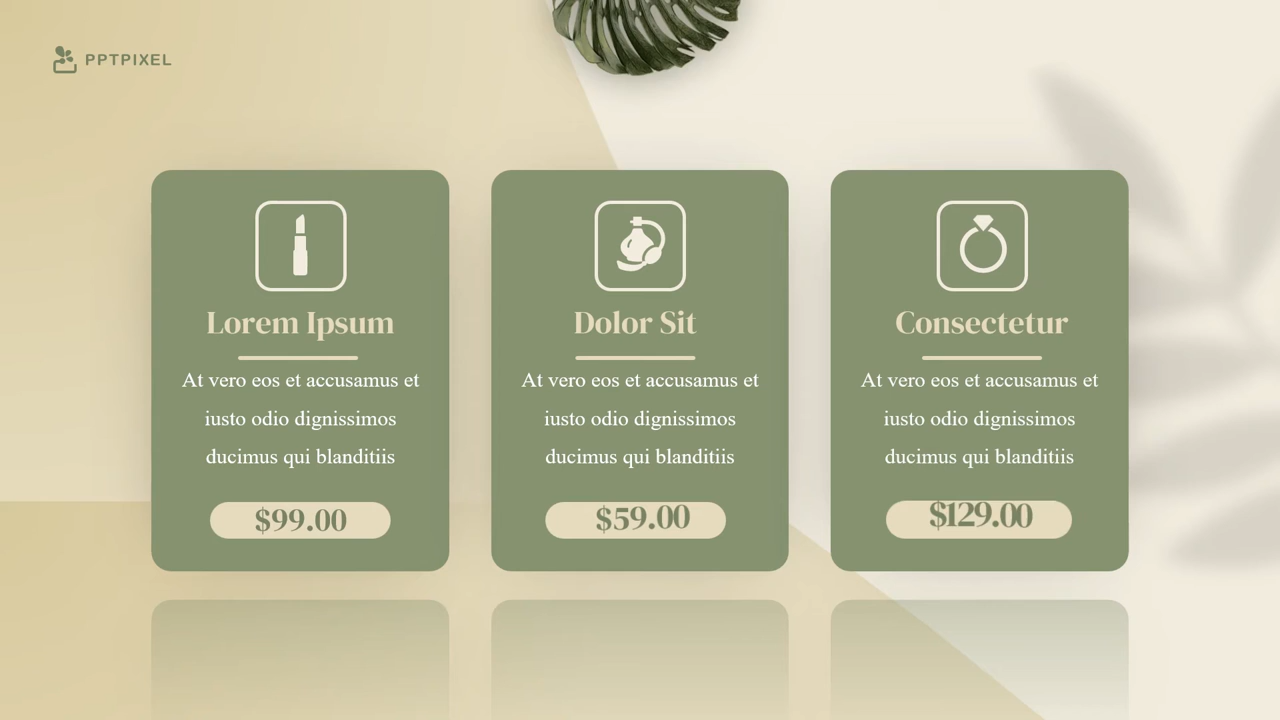 PPTPIXEL
Lorem Ipsum
At vero eos et accusamus et
iusto odio dignissimos
ducimus qui blanditiis
$99.00
Dolor Sit
At vero eos et accusamus et
iusto odio dignissimos
ducimus qui blanditiis
$59.00
Consectetur
At vero eos et accusamus et
iusto odio dignissimos
ducimus qui blanditiis
$129.00